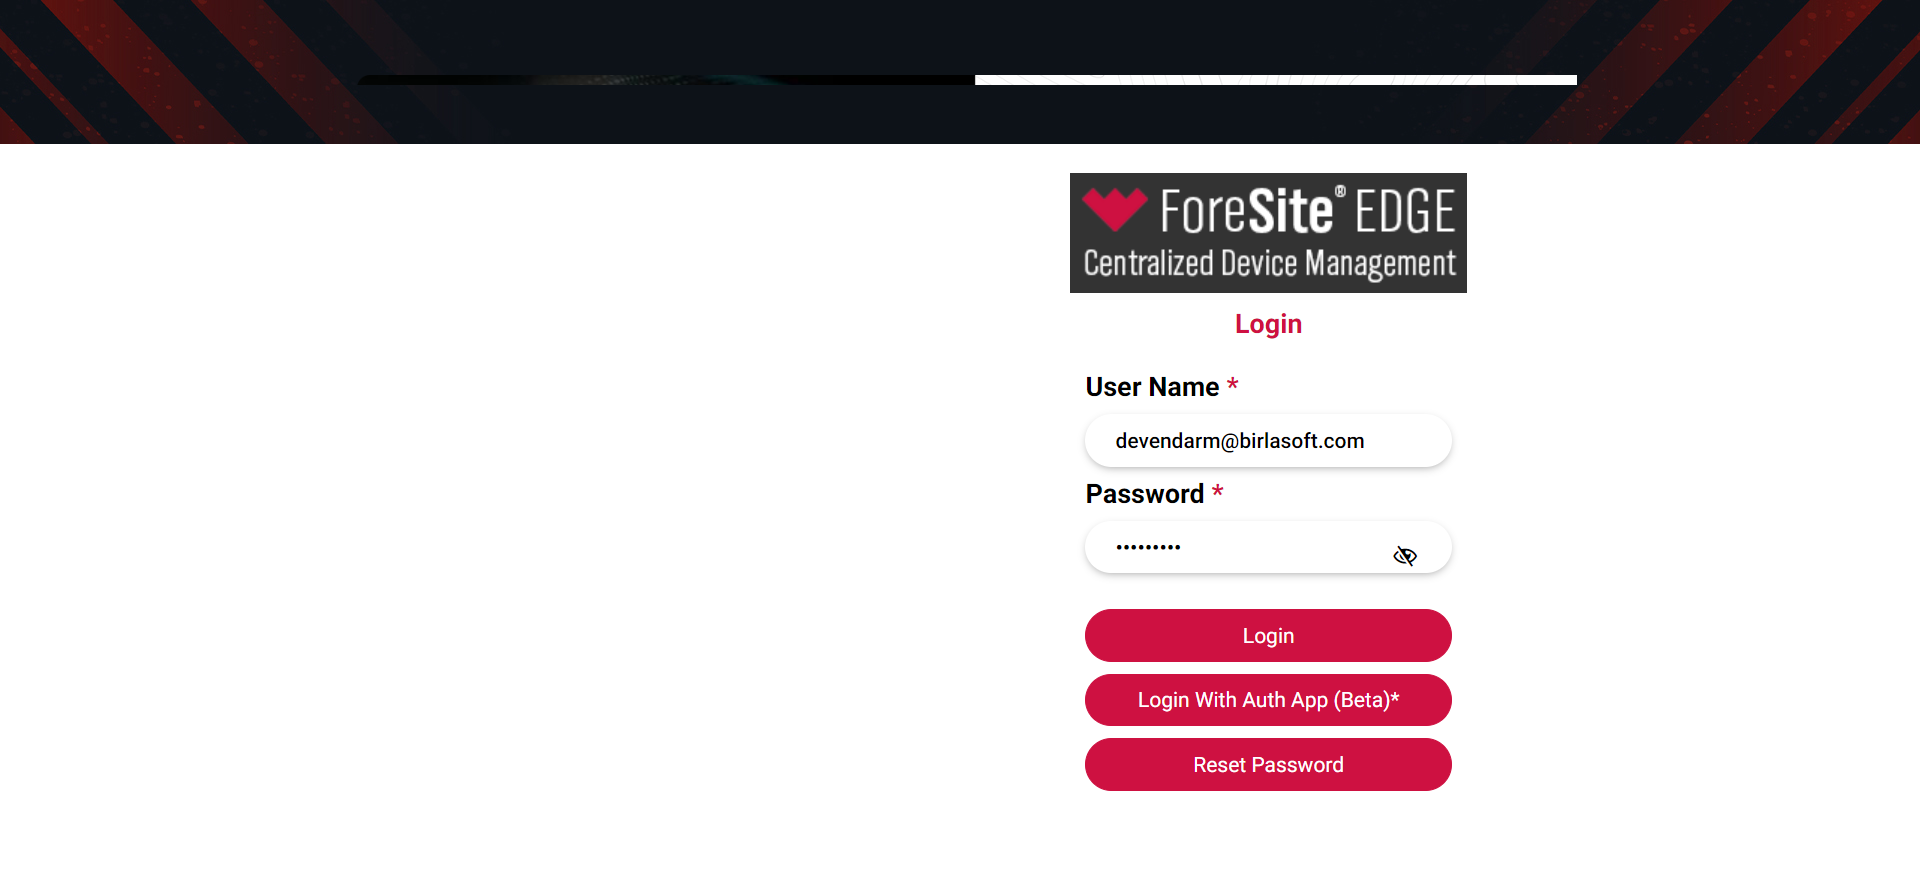 ForeSite® EDGE
Centralized Device Management
Login
User Name *
devendarm@birlasoft.com
Password *
•••••••••
Login
Login With Auth App (Beta)*
Reset Password